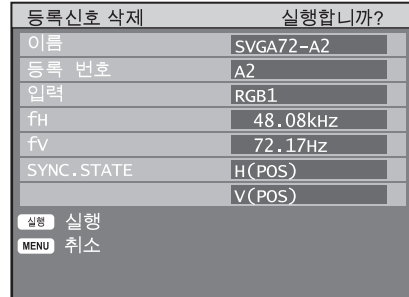 등록신호 삭제 실행합니까?
이름 SVGA72-A2
등록 번호 A2
입력 RGB1
fH 48.08kHz
fV 72.17Hz
SYNC.STATE H(POS)
V(POS)
실행 실행
MENU 취소